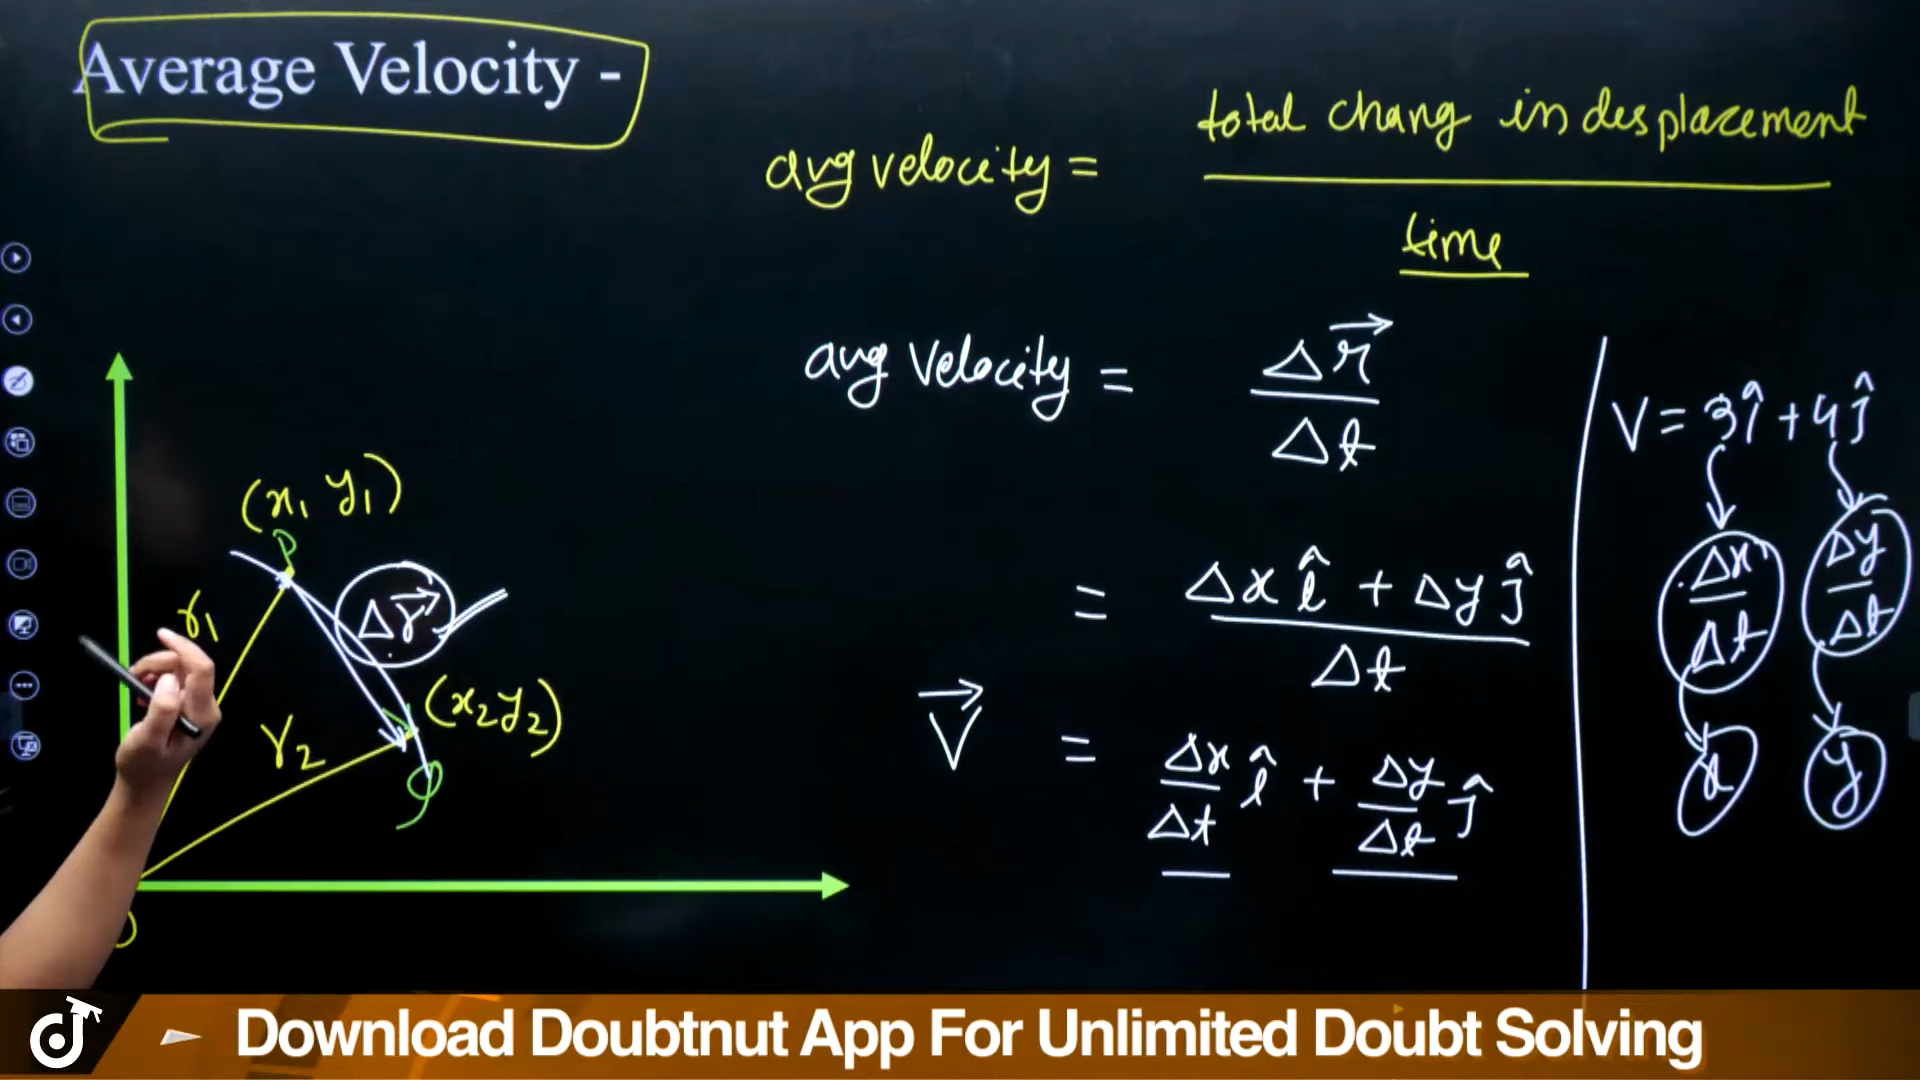 Average Velocity -
total chang in desplacement
avg velocity =
time
avg velocity = Δr⃗
Δt
V = 3î + 4ĵ
(x₁ y₁)
P
Δx/Δt Δy/Δt
= Δx î + Δy ĵ
Δt
r₁
Δr⃗
(x₂ y₂)
r₂
V⃗ = Δx/Δt î + Δy/Δt ĵ
x y
O
Download Doubtnut App For Unlimited Doubt Solving